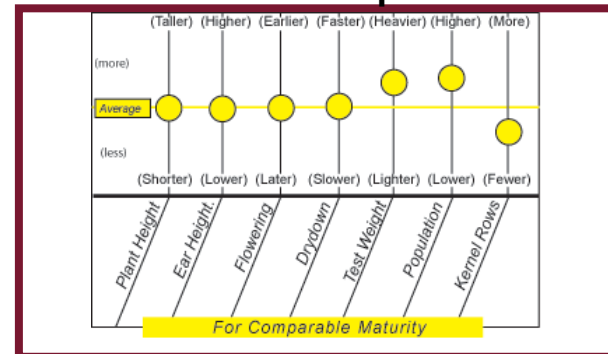 (Taller) (Higher) (Earlier) (Faster) (Heavier) (Higher) (More)
(more)
Average
(less)
(Shorter) (Lower) (Later) (Slower) (Lighter) (Lower) (Fewer)
Plant Height
Ear Height.
Flowering
Drydown
Test Weight
Population
Kernel Rows
For Comparable Maturity